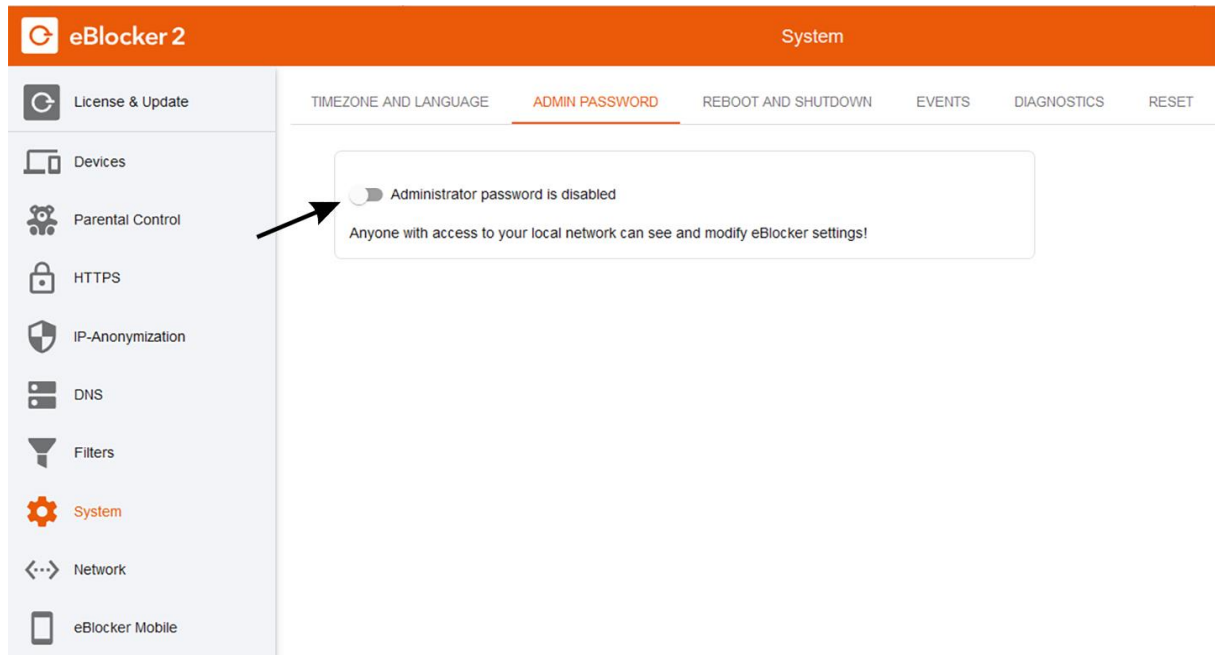 eBlocker 2
System
License & Update
TIMEZONE AND LANGUAGE ADMIN PASSWORD REBOOT AND SHUTDOWN EVENTS DIAGNOSTICS RESET
Devices
Parental Control
HTTPS
IP-Anonymization
DNS
Filters
System
Network
eBlocker Mobile
Administrator password is disabled
Anyone with access to your local network can see and modify eBlocker settings!